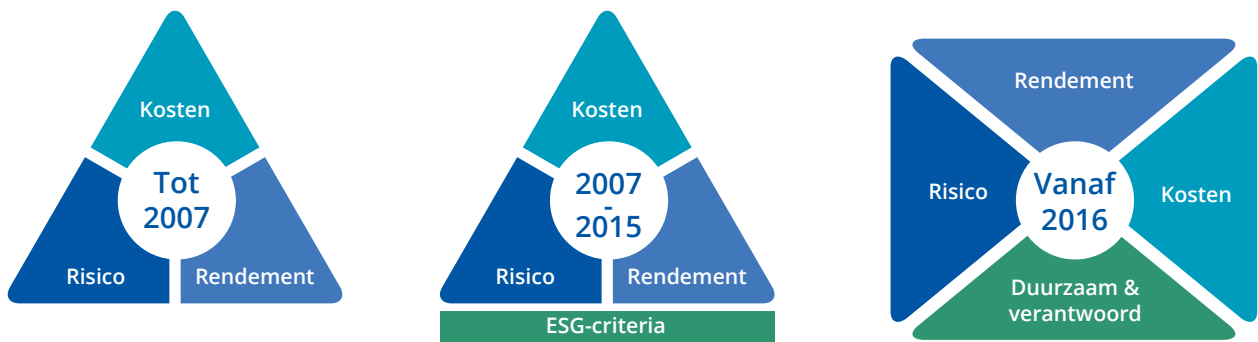 Kosten
Tot
2007
Risico
Rendement
Kosten
2007
-
2015
Risico
Rendement
ESG-criteria
Rendement
Risico
Vanaf
2016
Kosten
Duurzaam &
verantwoord